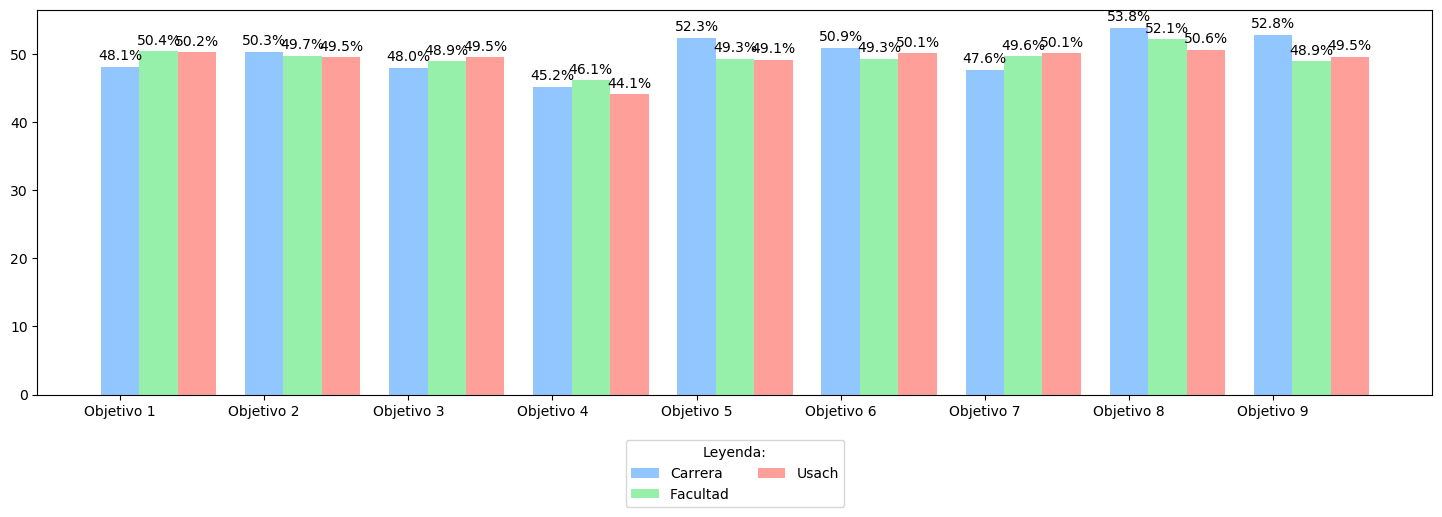 48.1% 50.4% 50.2% 50.3% 49.7% 49.5% 48.0% 48.9% 49.5% 45.2% 46.1% 44.1% 52.3% 49.3% 49.1% 50.9% 49.3% 50.1% 47.6% 49.6% 50.1% 53.8% 52.1% 50.6% 52.8% 48.9% 49.5%
50
40
30
20
10
0
Objetivo 1 Objetivo 2 Objetivo 3 Objetivo 4 Objetivo 5 Objetivo 6 Objetivo 7 Objetivo 8 Objetivo 9
Leyenda:
Carrera Usach
Facultad